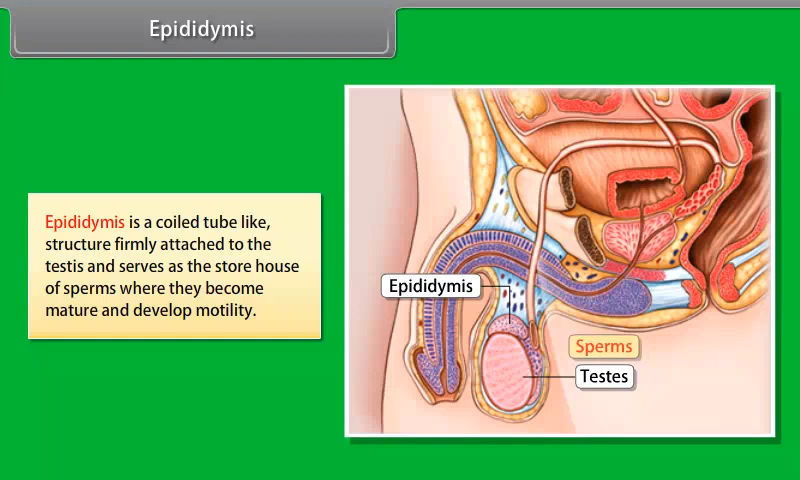 Epididymis
Epididymis is a coiled tube like,
structure firmly attached to the
testis and serves as the store house
of sperms where they become
mature and develop motility.
Epididymis
Sperms
Testes